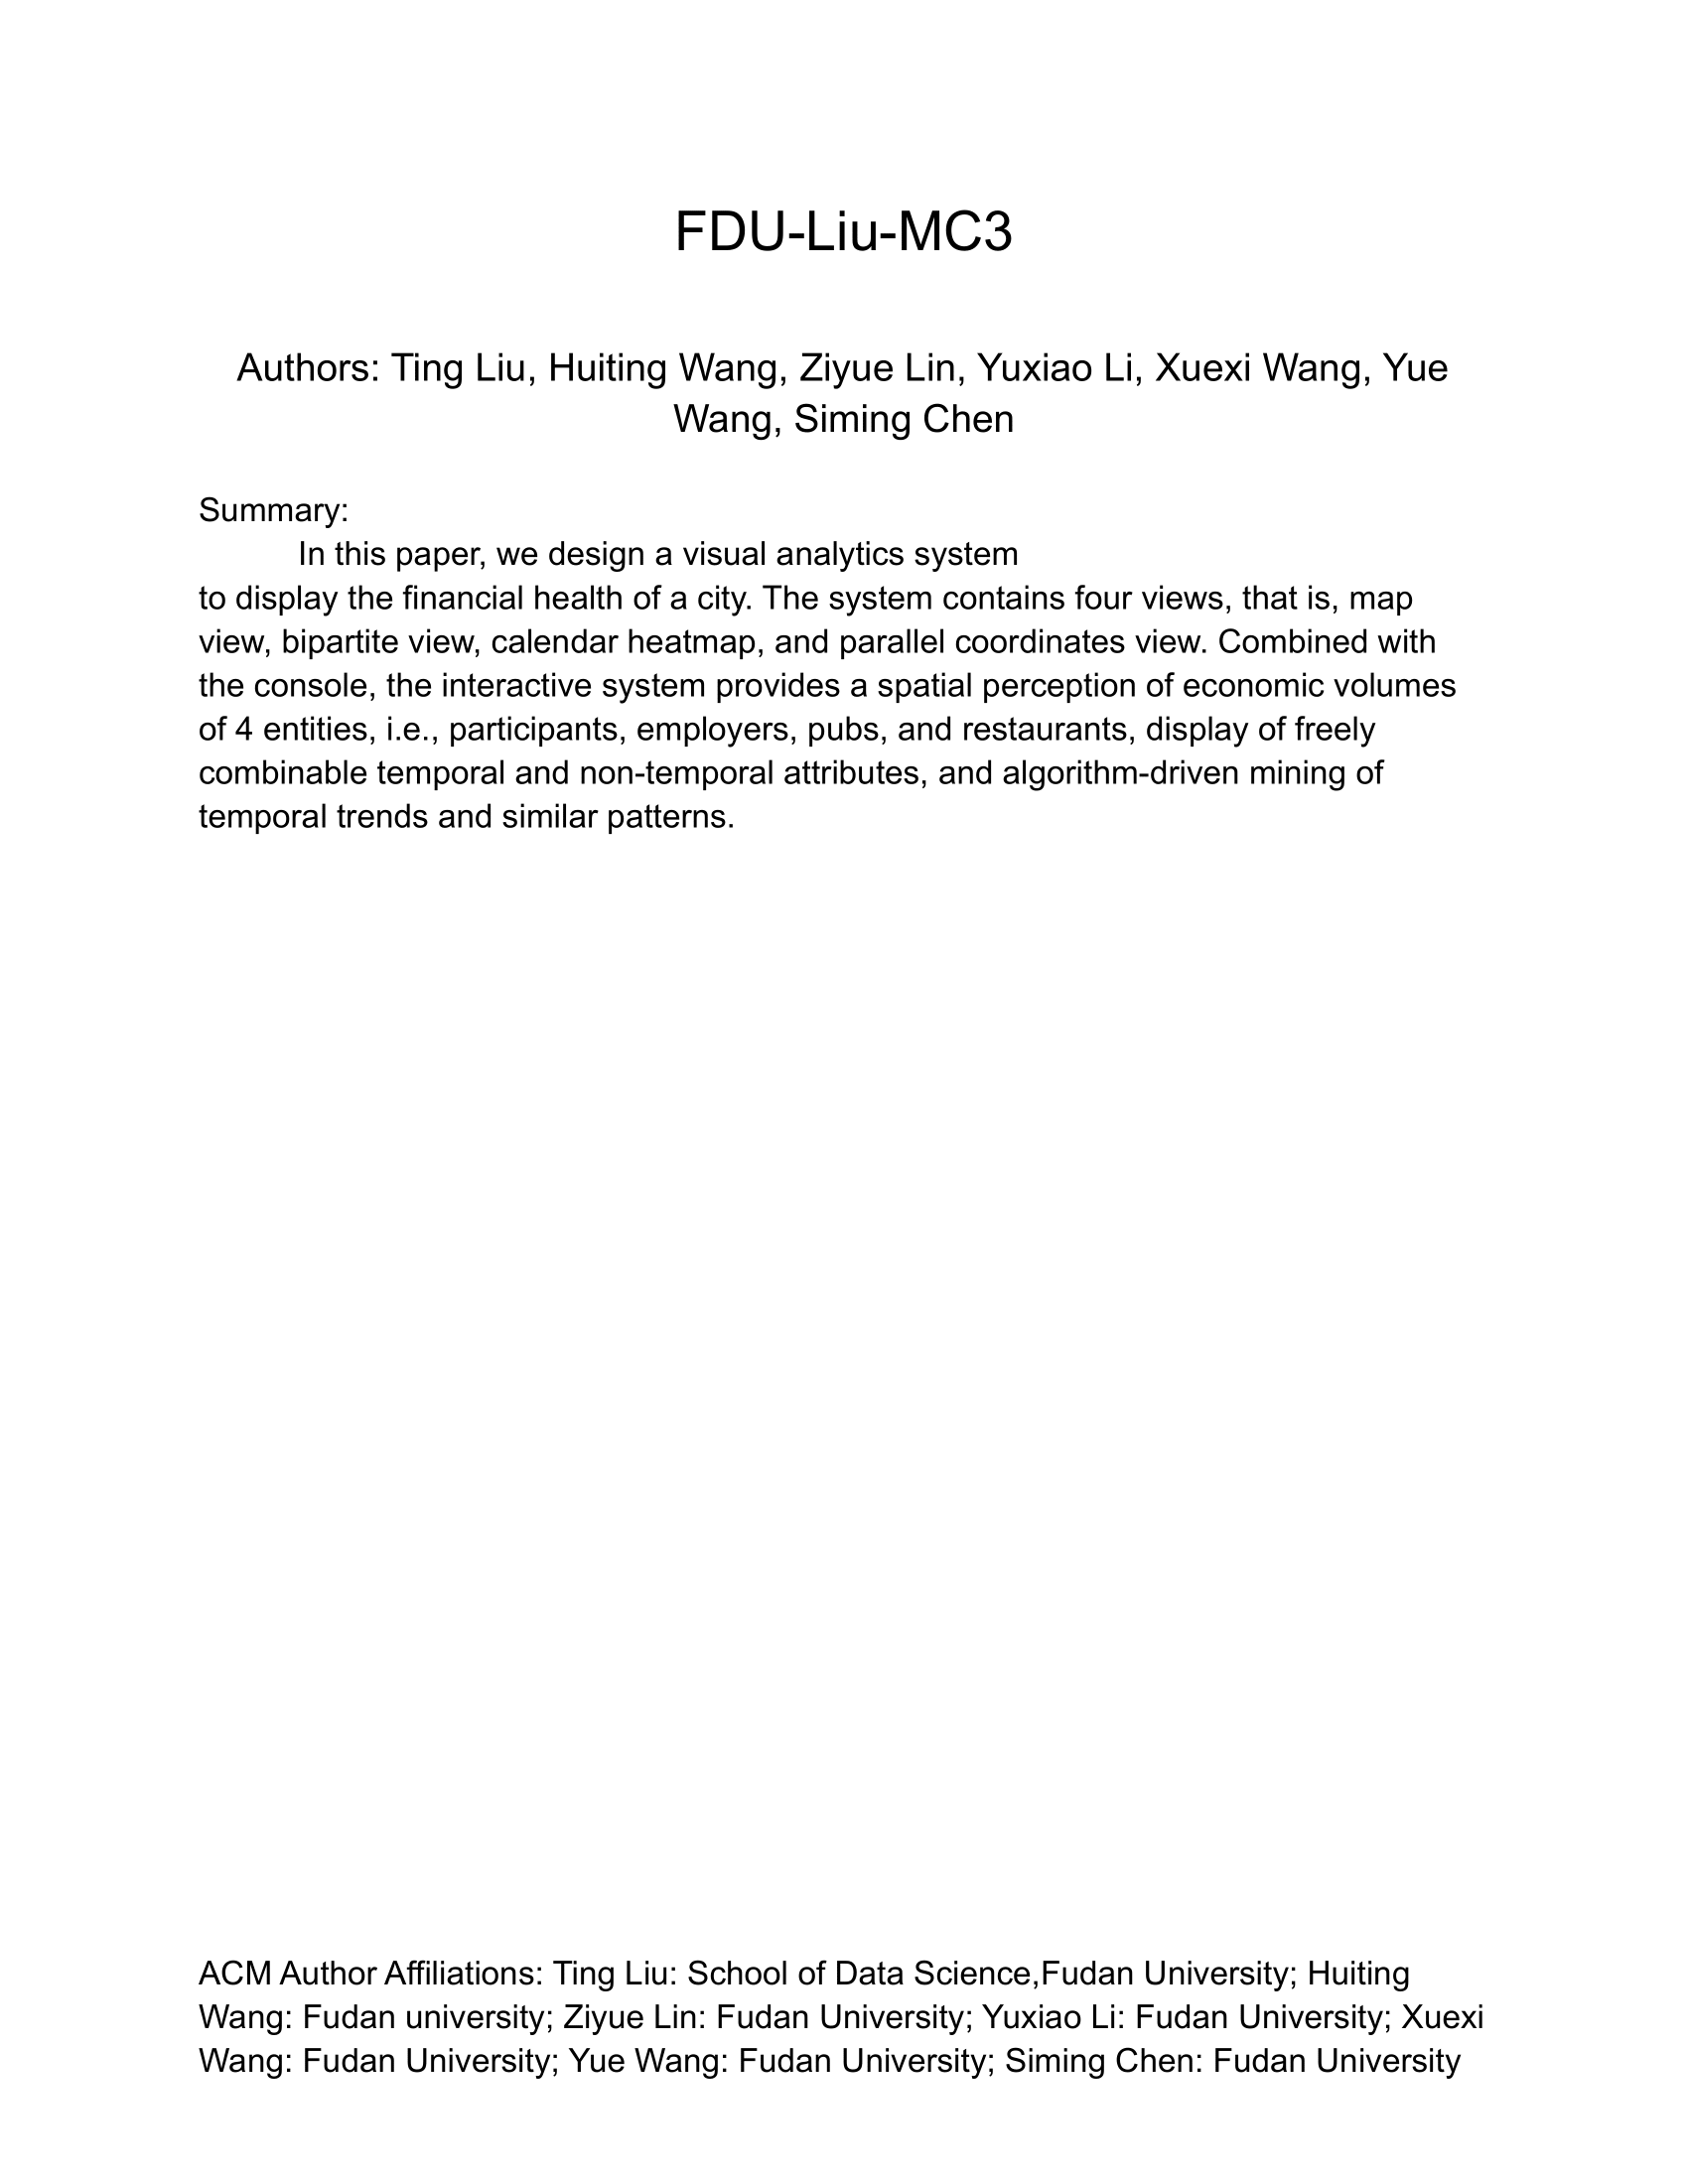 FDU-Liu-MC3
Authors: Ting Liu, Huiting Wang, Ziyue Lin, Yuxiao Li, Xuexi Wang, Yue
Wang, Siming Chen
Summary:
In this paper, we design a visual analytics system
to display the financial health of a city. The system contains four views, that is, map
view, bipartite view, calendar heatmap, and parallel coordinates view. Combined with
the console, the interactive system provides a spatial perception of economic volumes
of 4 entities, i.e., participants, employers, pubs, and restaurants, display of freely
combinable temporal and non-temporal attributes, and algorithm-driven mining of
temporal trends and similar patterns.
ACM Author Affiliations: Ting Liu: School of Data Science,Fudan University; Huiting
Wang: Fudan university; Ziyue Lin: Fudan University; Yuxiao Li: Fudan University; Xuexi
Wang: Fudan University; Yue Wang: Fudan University; Siming Chen: Fudan University